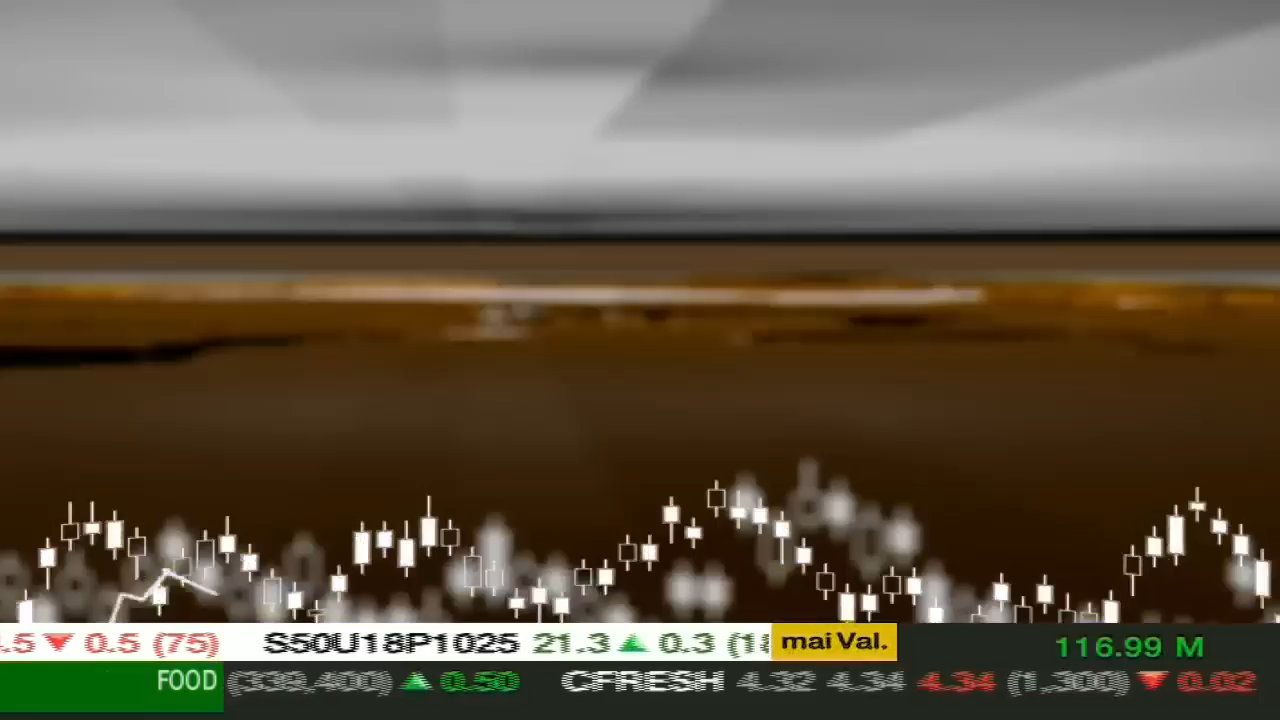 .5 ▼ 0.5 (75) S50U18P1025 21.3 ▲ 0.3 (18 mai Val. 116.99 M
FOOD (339,400) ▲ 0.50 CFRESH 4.32 4.34 4.34 (1,300) ▼ 0.02